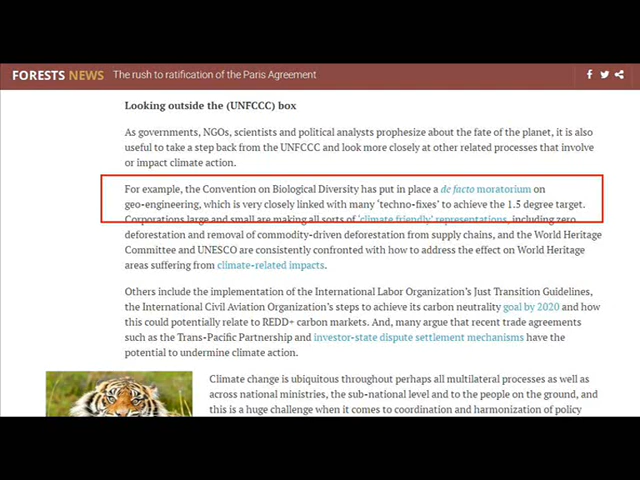 FORESTS NEWS The rush to ratification of the Paris Agreement
Looking outside the (UNFCCC) box
As governments, NGOs, scientists and political analysts prophesize about the fate of the planet, it is also
useful to take a step back from the UNFCCC and look more closely at other related processes that involve
or impact climate action.
For example, the Convention on Biological Diversity has put in place a de facto moratorium on
geo-engineering, which is very closely linked with many ‘techno-fixes’ to achieve the 1.5 degree target.
Corporations large and small are making all sorts of ‘climate friendly’ representations, including zero
deforestation and removal of commodity-driven deforestation from supply chains, and the World Heritage
Committee and UNESCO are consistently confronted with how to address the effect on World Heritage
areas suffering from climate-related impacts.
Others include the implementation of the International Labor Organization’s Just Transition Guidelines,
the International Civil Aviation Organization’s steps to achieve its carbon neutrality goal by 2020 and how
this could potentially relate to REDD+ carbon markets. And, many argue that recent trade agreements
such as the Trans-Pacific Partnership and investor-state dispute settlement mechanisms have the
potential to undermine climate action.
Climate change is ubiquitous throughout perhaps all multilateral processes as well as
across national ministries, the sub-national level and to the people on the ground, and
this is a huge challenge when it comes to coordination and harmonization of policy